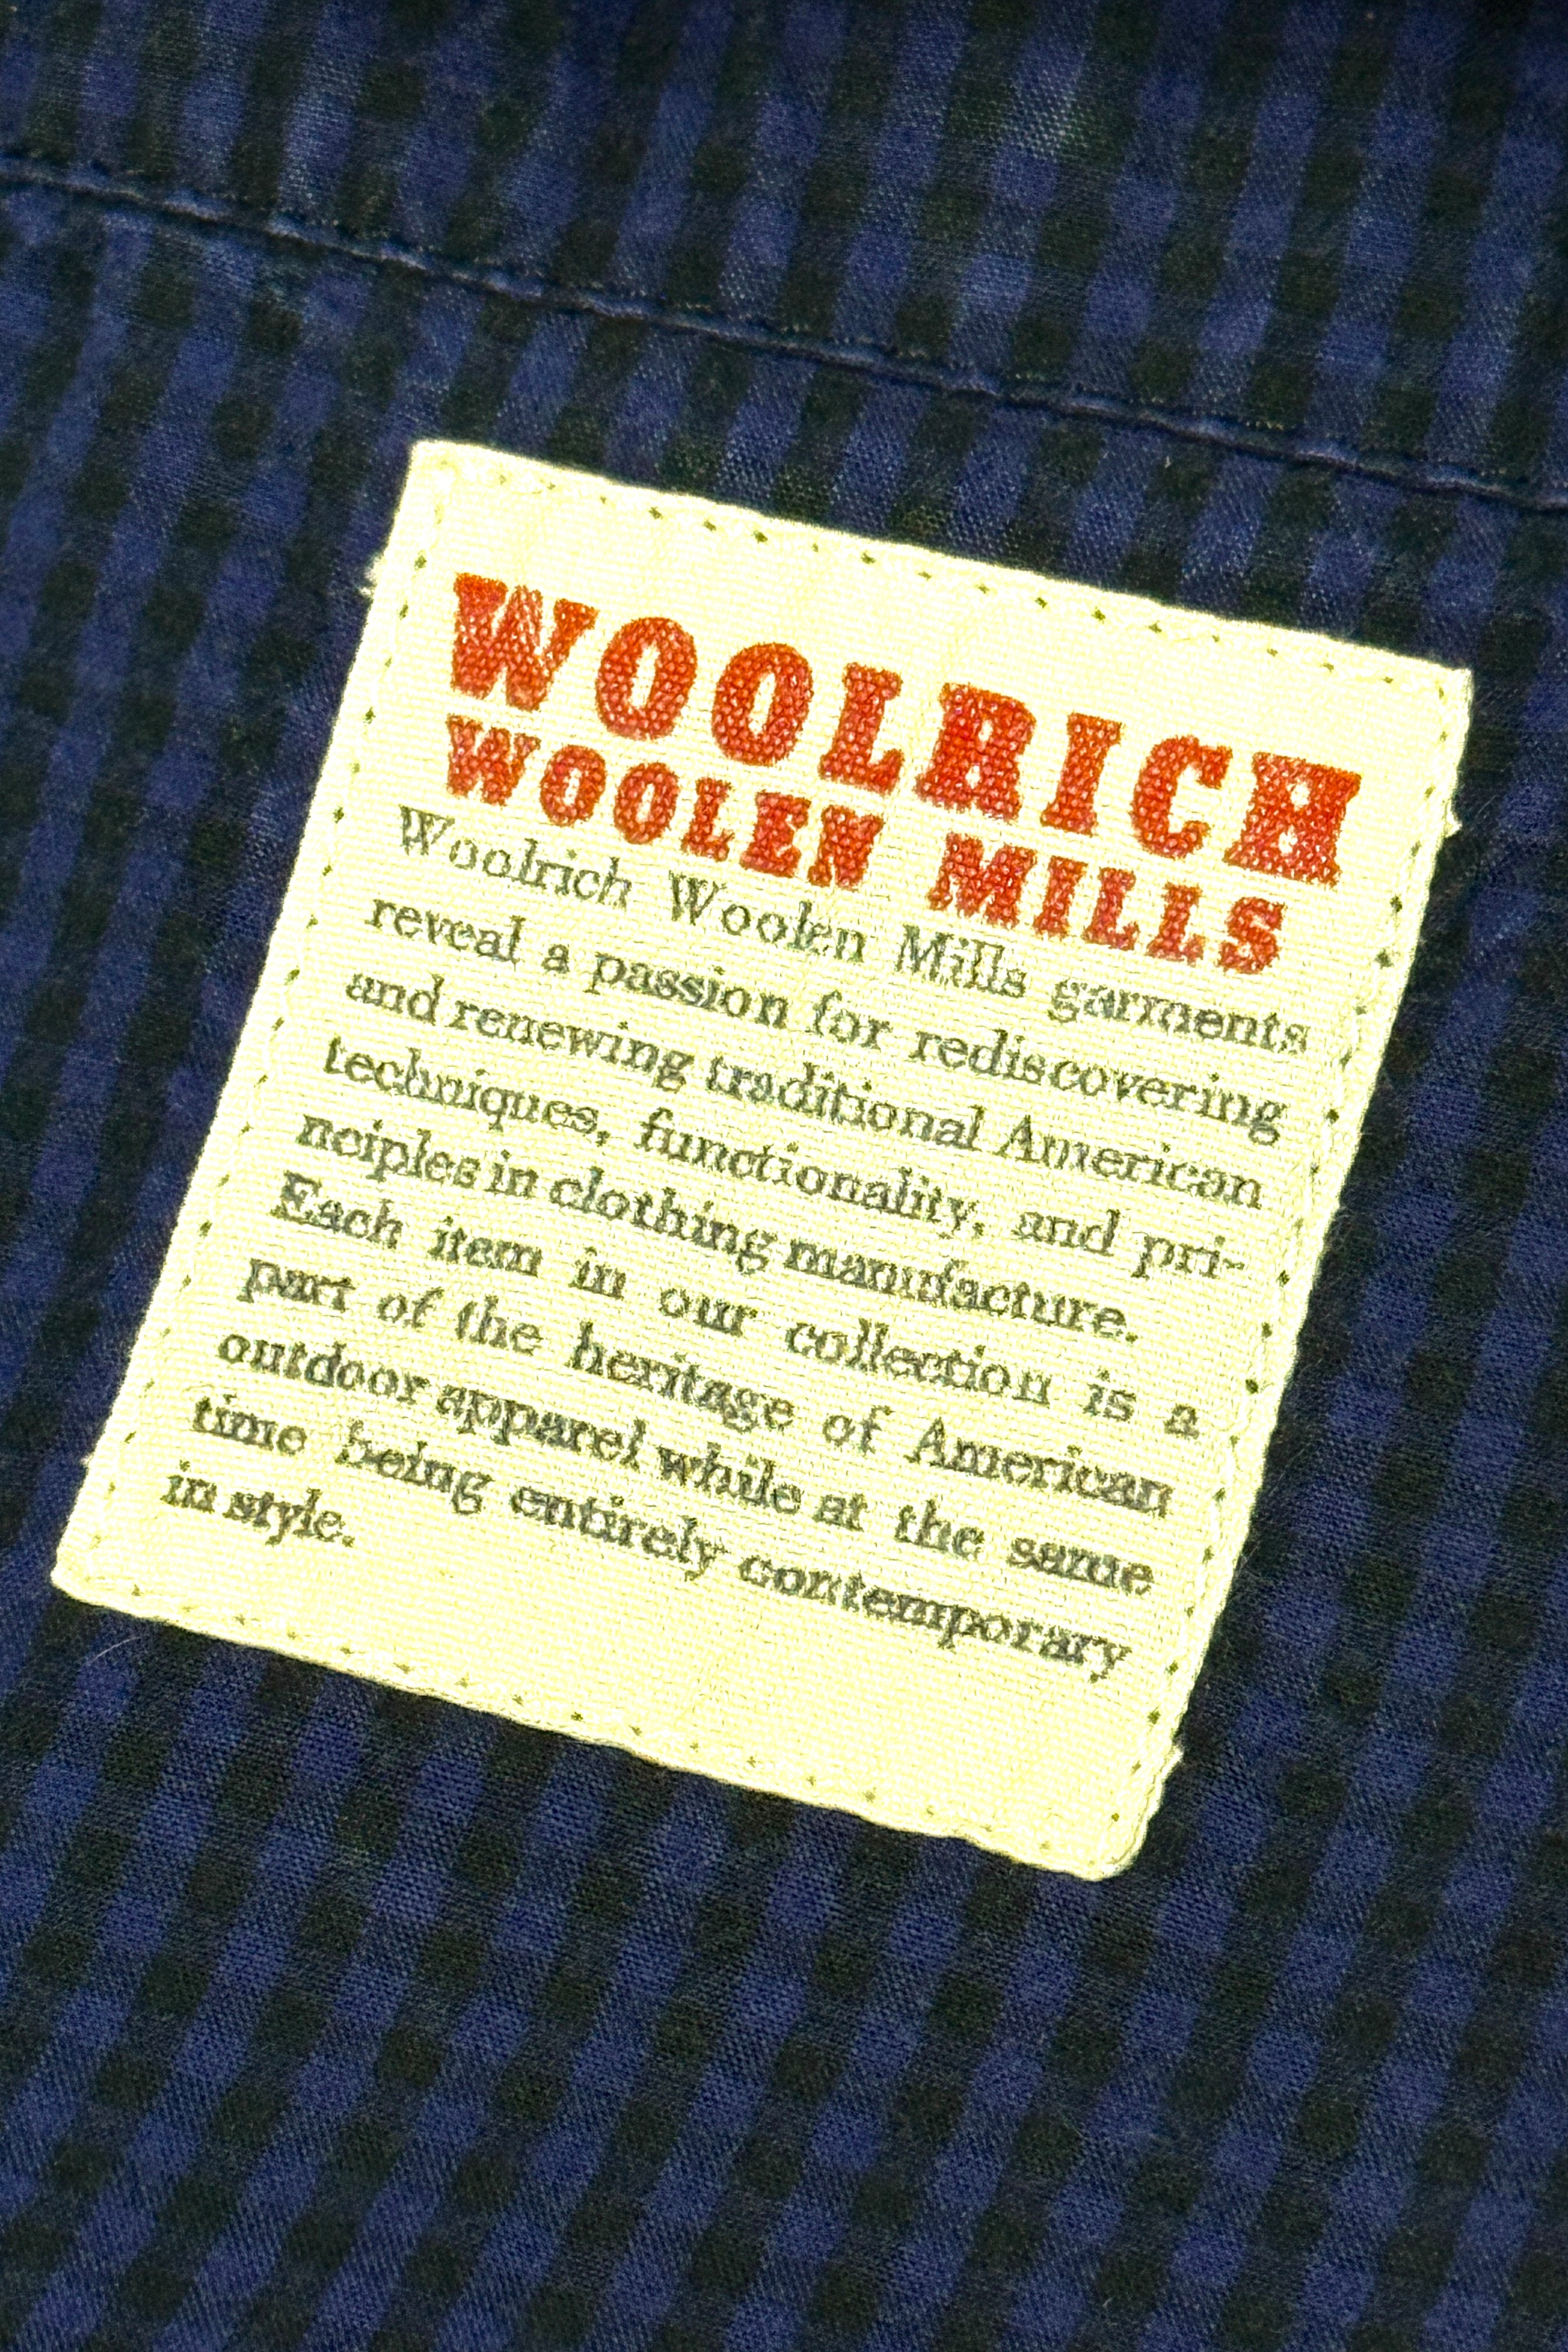 WOOLRICH
WOOLEN MILLS
Woolrich Woolen Mills garments
reveal a passion for rediscovering
and renewing traditional American
techniques, functionality, and pri-
nciples in clothing manufacture.
Each item in our collection is a
part of the heritage of American
outdoor apparel while at the same
time being entirely contemporary
in style.